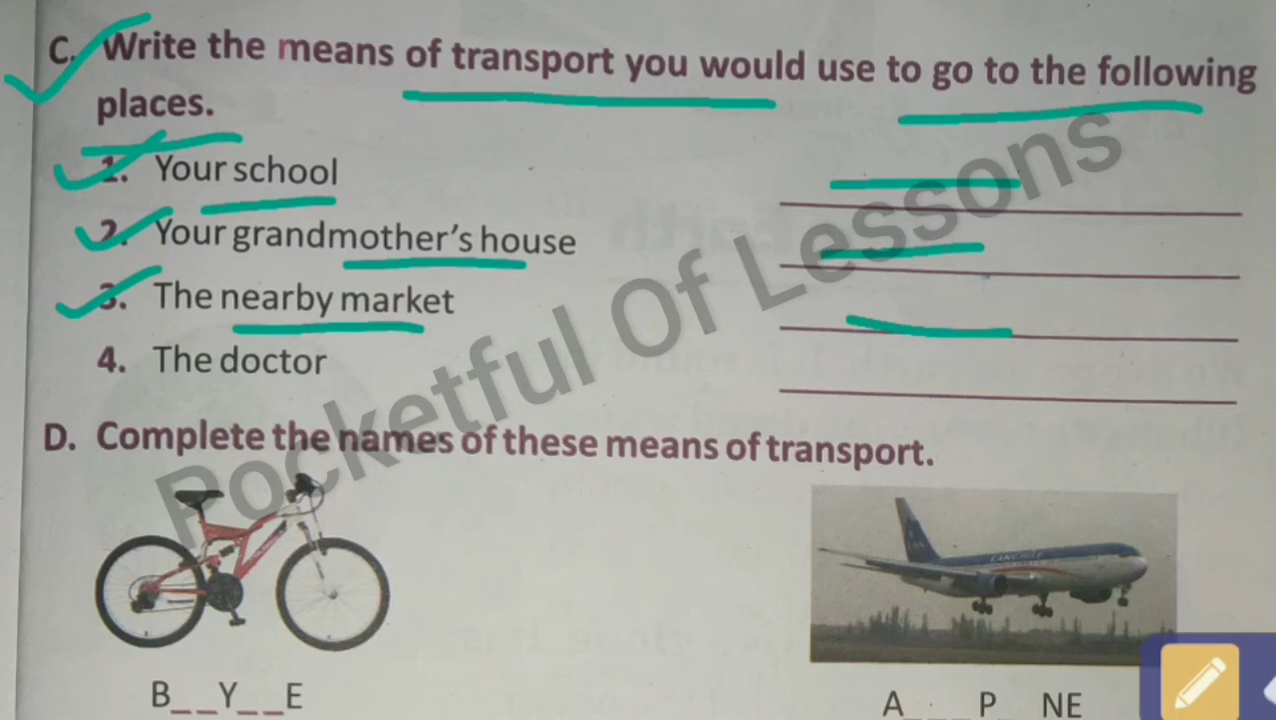 C. Write the means of transport you would use to go to the following
places.
1. Your school
2. Your grandmother's house
3. The nearby market
4. The doctor
D. Complete the names of these means of transport.
B__Y__E
A___P_NE
Pocketful Of Lessons